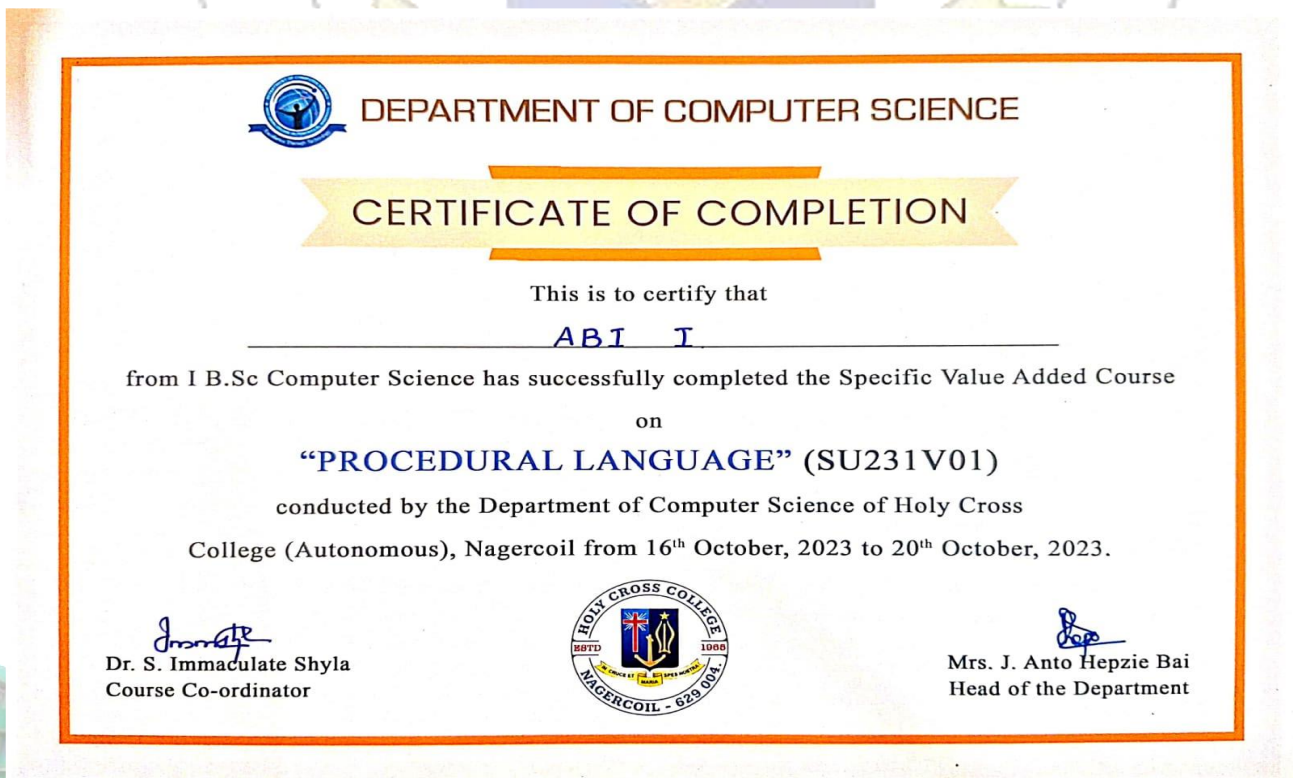 DEPARTMENT OF COMPUTER SCIENCE
CERTIFICATE OF COMPLETION
This is to certify that
ABI I
from I B.Sc Computer Science has successfully completed the Specific Value Added Course
on
“PROCEDURAL LANGUAGE” (SU231V01)
conducted by the Department of Computer Science of Holy Cross
College (Autonomous), Nagercoil from 16th October, 2023 to 20th October, 2023.
Dr. S. Immaculate Shyla
Course Co-ordinator
HOLY CROSS COLLEGE
ESTD 1965
NAGERCOIL - 629 004.
Mrs. J. Anto Hepzie Bai
Head of the Department